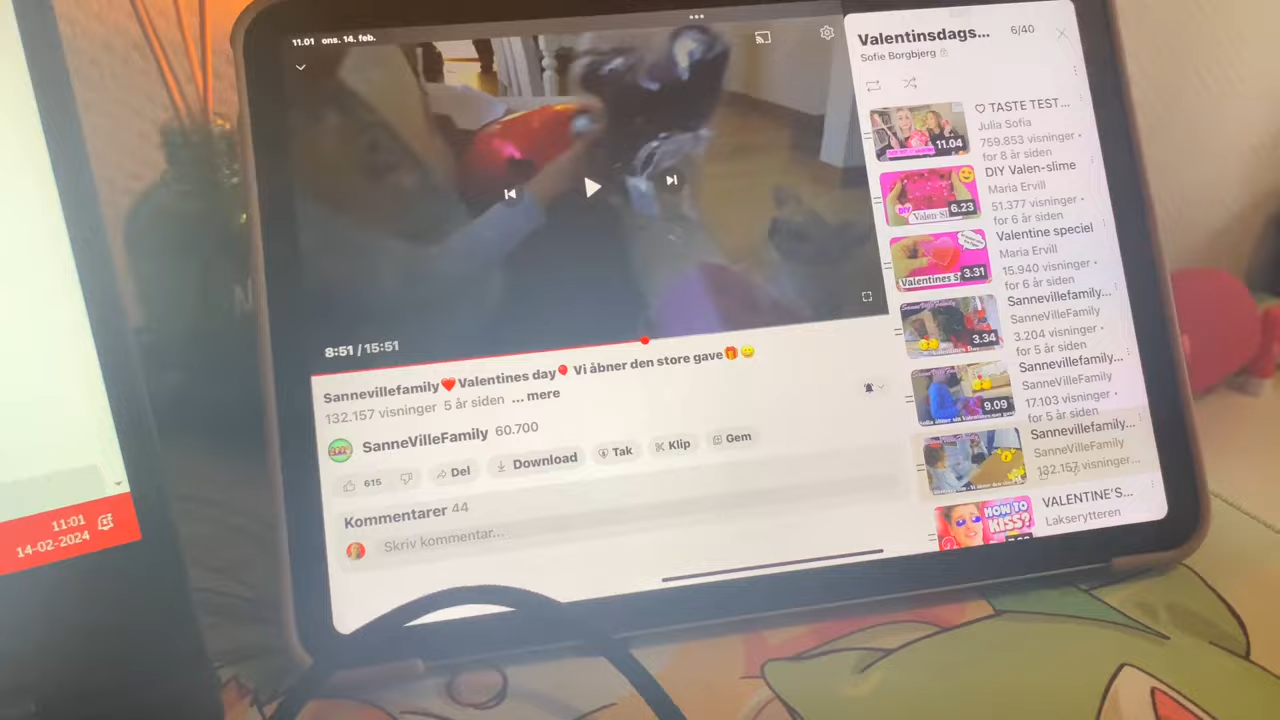 11.01 ons. 14. feb.
8:51 / 15:51
Sannevillefamily❤️Valentines day🎈 Vi åbner den store gave🎁😀
132.157 visninger 5 år siden ... mere
SanneVilleFamily 60.700
615
Del
Download
Tak
Klip
Gem
Kommentarer 44
Skriv kommentar...
Valentinsdags... 6/40
Sofie Borgbjerg
♡ TASTE TEST...
Julia Sofia
759.853 visninger •
for 8 år siden
11.04
DIY Valen-slime
Maria Ervill
51.377 visninger •
for 6 år siden
DIY
6.23
Valentine speciel
Maria Ervill
15.940 visninger •
for 6 år siden
3.31
Sannevillefamily...
SanneVilleFamily
3.204 visninger •
for 5 år siden
3.34
Sannevillefamily...
SanneVilleFamily
17.103 visninger •
for 5 år siden
9.09
Sannevillefamily...
SanneVilleFamily
132.157 visninger...
VALENTINE'S...
Lakserytteren
HOW TO
KISS?
11:01
14-02-2024